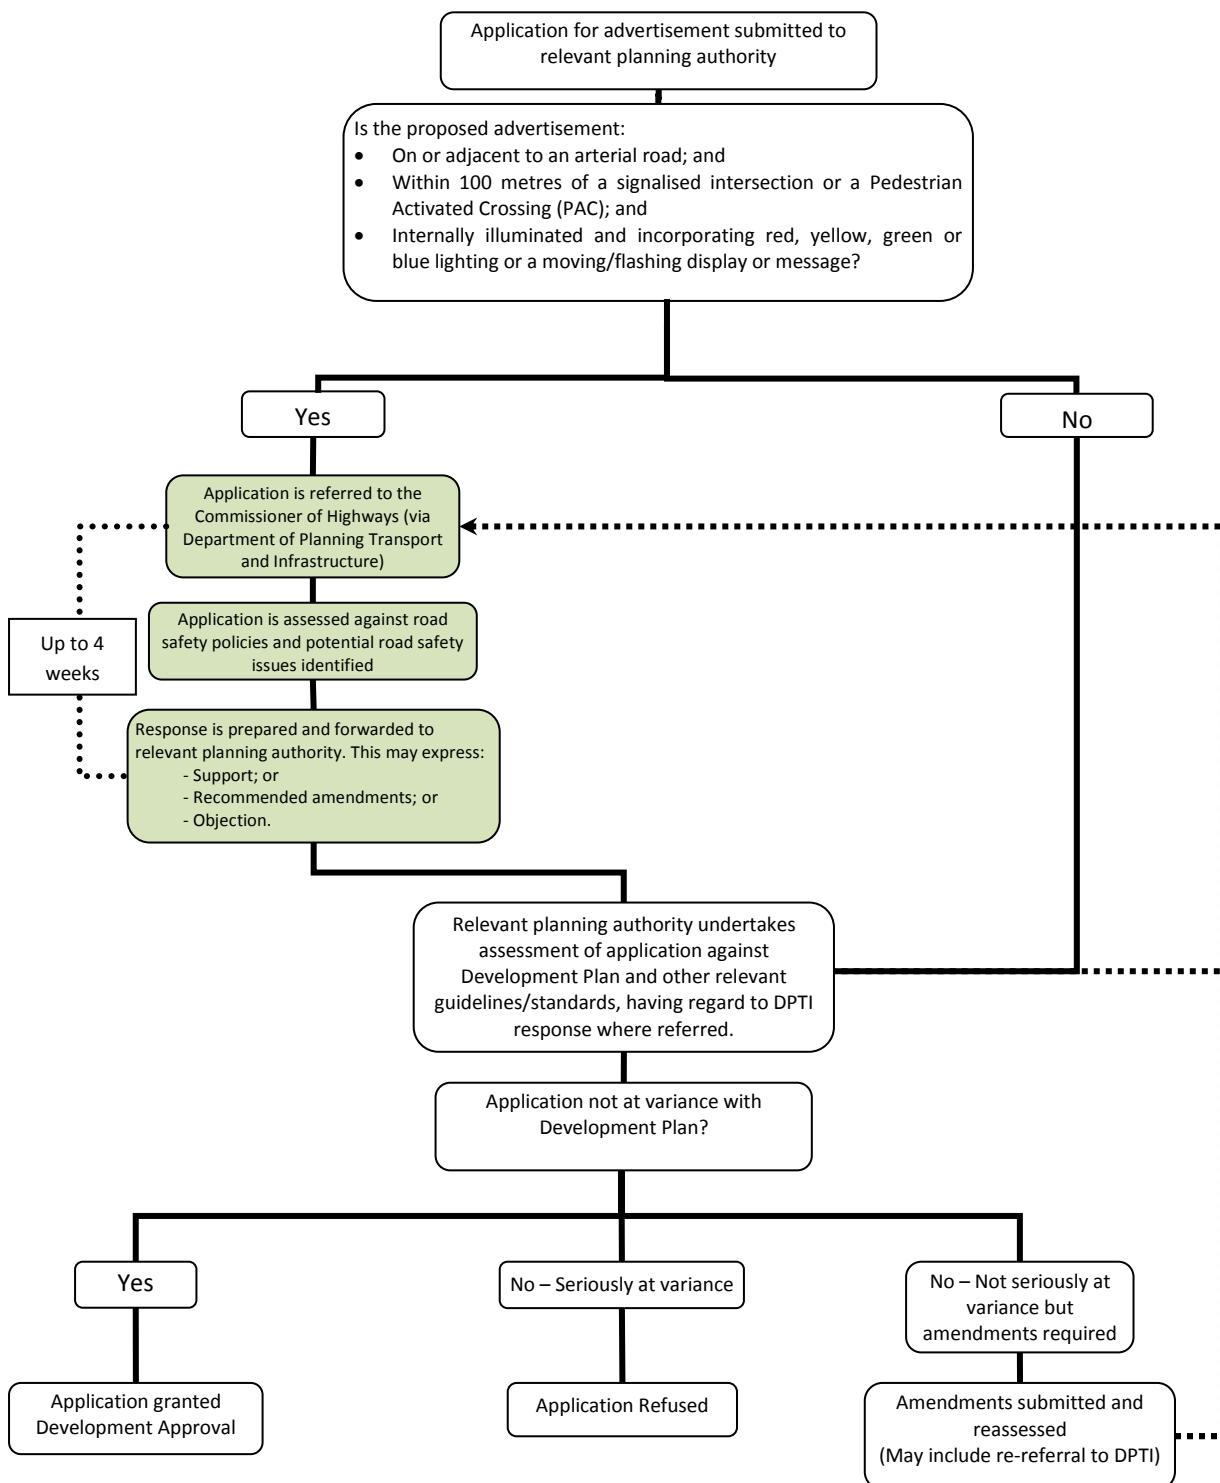 Application for advertisement submitted to
relevant planning authority
Is the proposed advertisement:
• On or adjacent to an arterial road; and
• Within 100 metres of a signalised intersection or a Pedestrian
Activated Crossing (PAC); and
• Internally illuminated and incorporating red, yellow, green or
blue lighting or a moving/flashing display or message?
Yes
No
Application is referred to the
Commissioner of Highways (via
Department of Planning Transport
and Infrastructure)
Application is assessed against road
safety policies and potential road safety
issues identified
Up to 4
weeks
Response is prepared and forwarded to
relevant planning authority. This may express:
- Support; or
- Recommended amendments; or
- Objection.
Relevant planning authority undertakes
assessment of application against
Development Plan and other relevant
guidelines/standards, having regard to DPTI
response where referred.
Application not at variance with
Development Plan?
Yes
No – Seriously at variance
No – Not seriously at
variance but
amendments required
Application granted
Development Approval
Application Refused
Amendments submitted and
reassessed
(May include re-referral to DPTI)